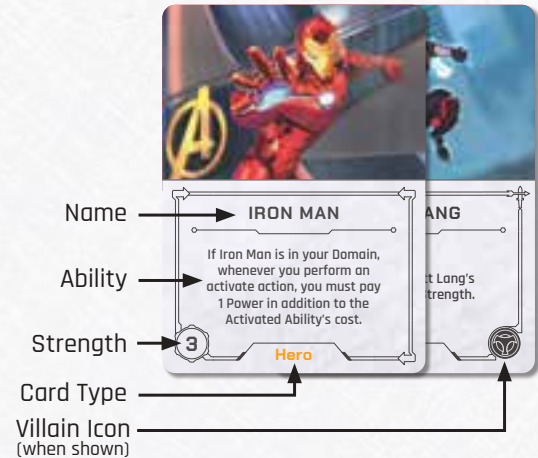 Name
IRON MAN
ANG
Ability
If Iron Man is in your Domain,
whenever you perform an
activate action, you must pay
1 Power in addition to the
Activated Ability's cost.
ct Lang's
trength.
Strength
3
Hero
Card Type
Villain Icon
(when shown)